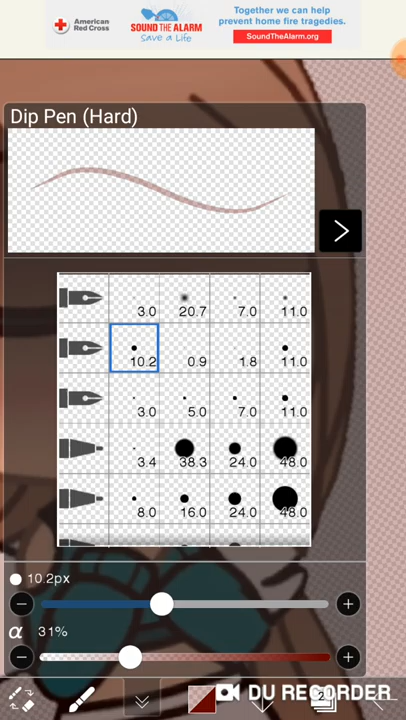 American
Red Cross
SOUND THE ALARM
Save a Life
Together we can help
prevent home fire tragedies.
SoundTheAlarm.org
Dip Pen (Hard)
3.0 20.7 7.0 11.0
10.2 0.9 1.8 11.0
3.0 5.0 7.0 11.0
3.4 38.3 24.0 48.0
8.0 16.0 24.0 48.0
10.2px
α 31%
2
DU RECORDER